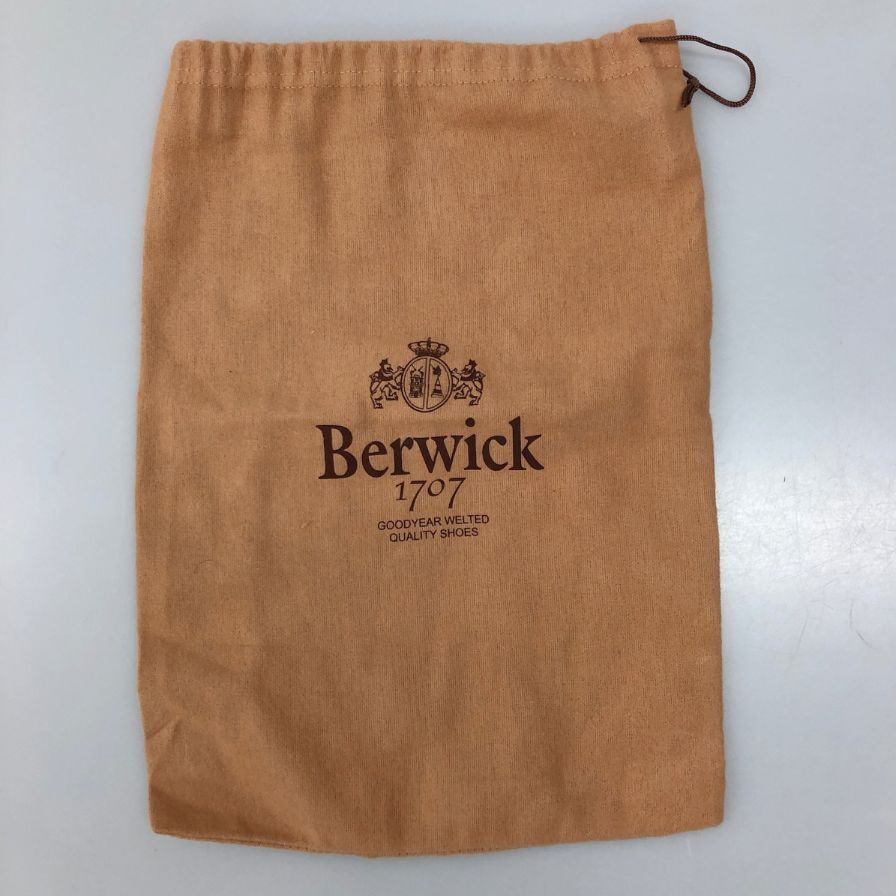 Berwick
1707
GOODYEAR WELTED
QUALITY SHOES